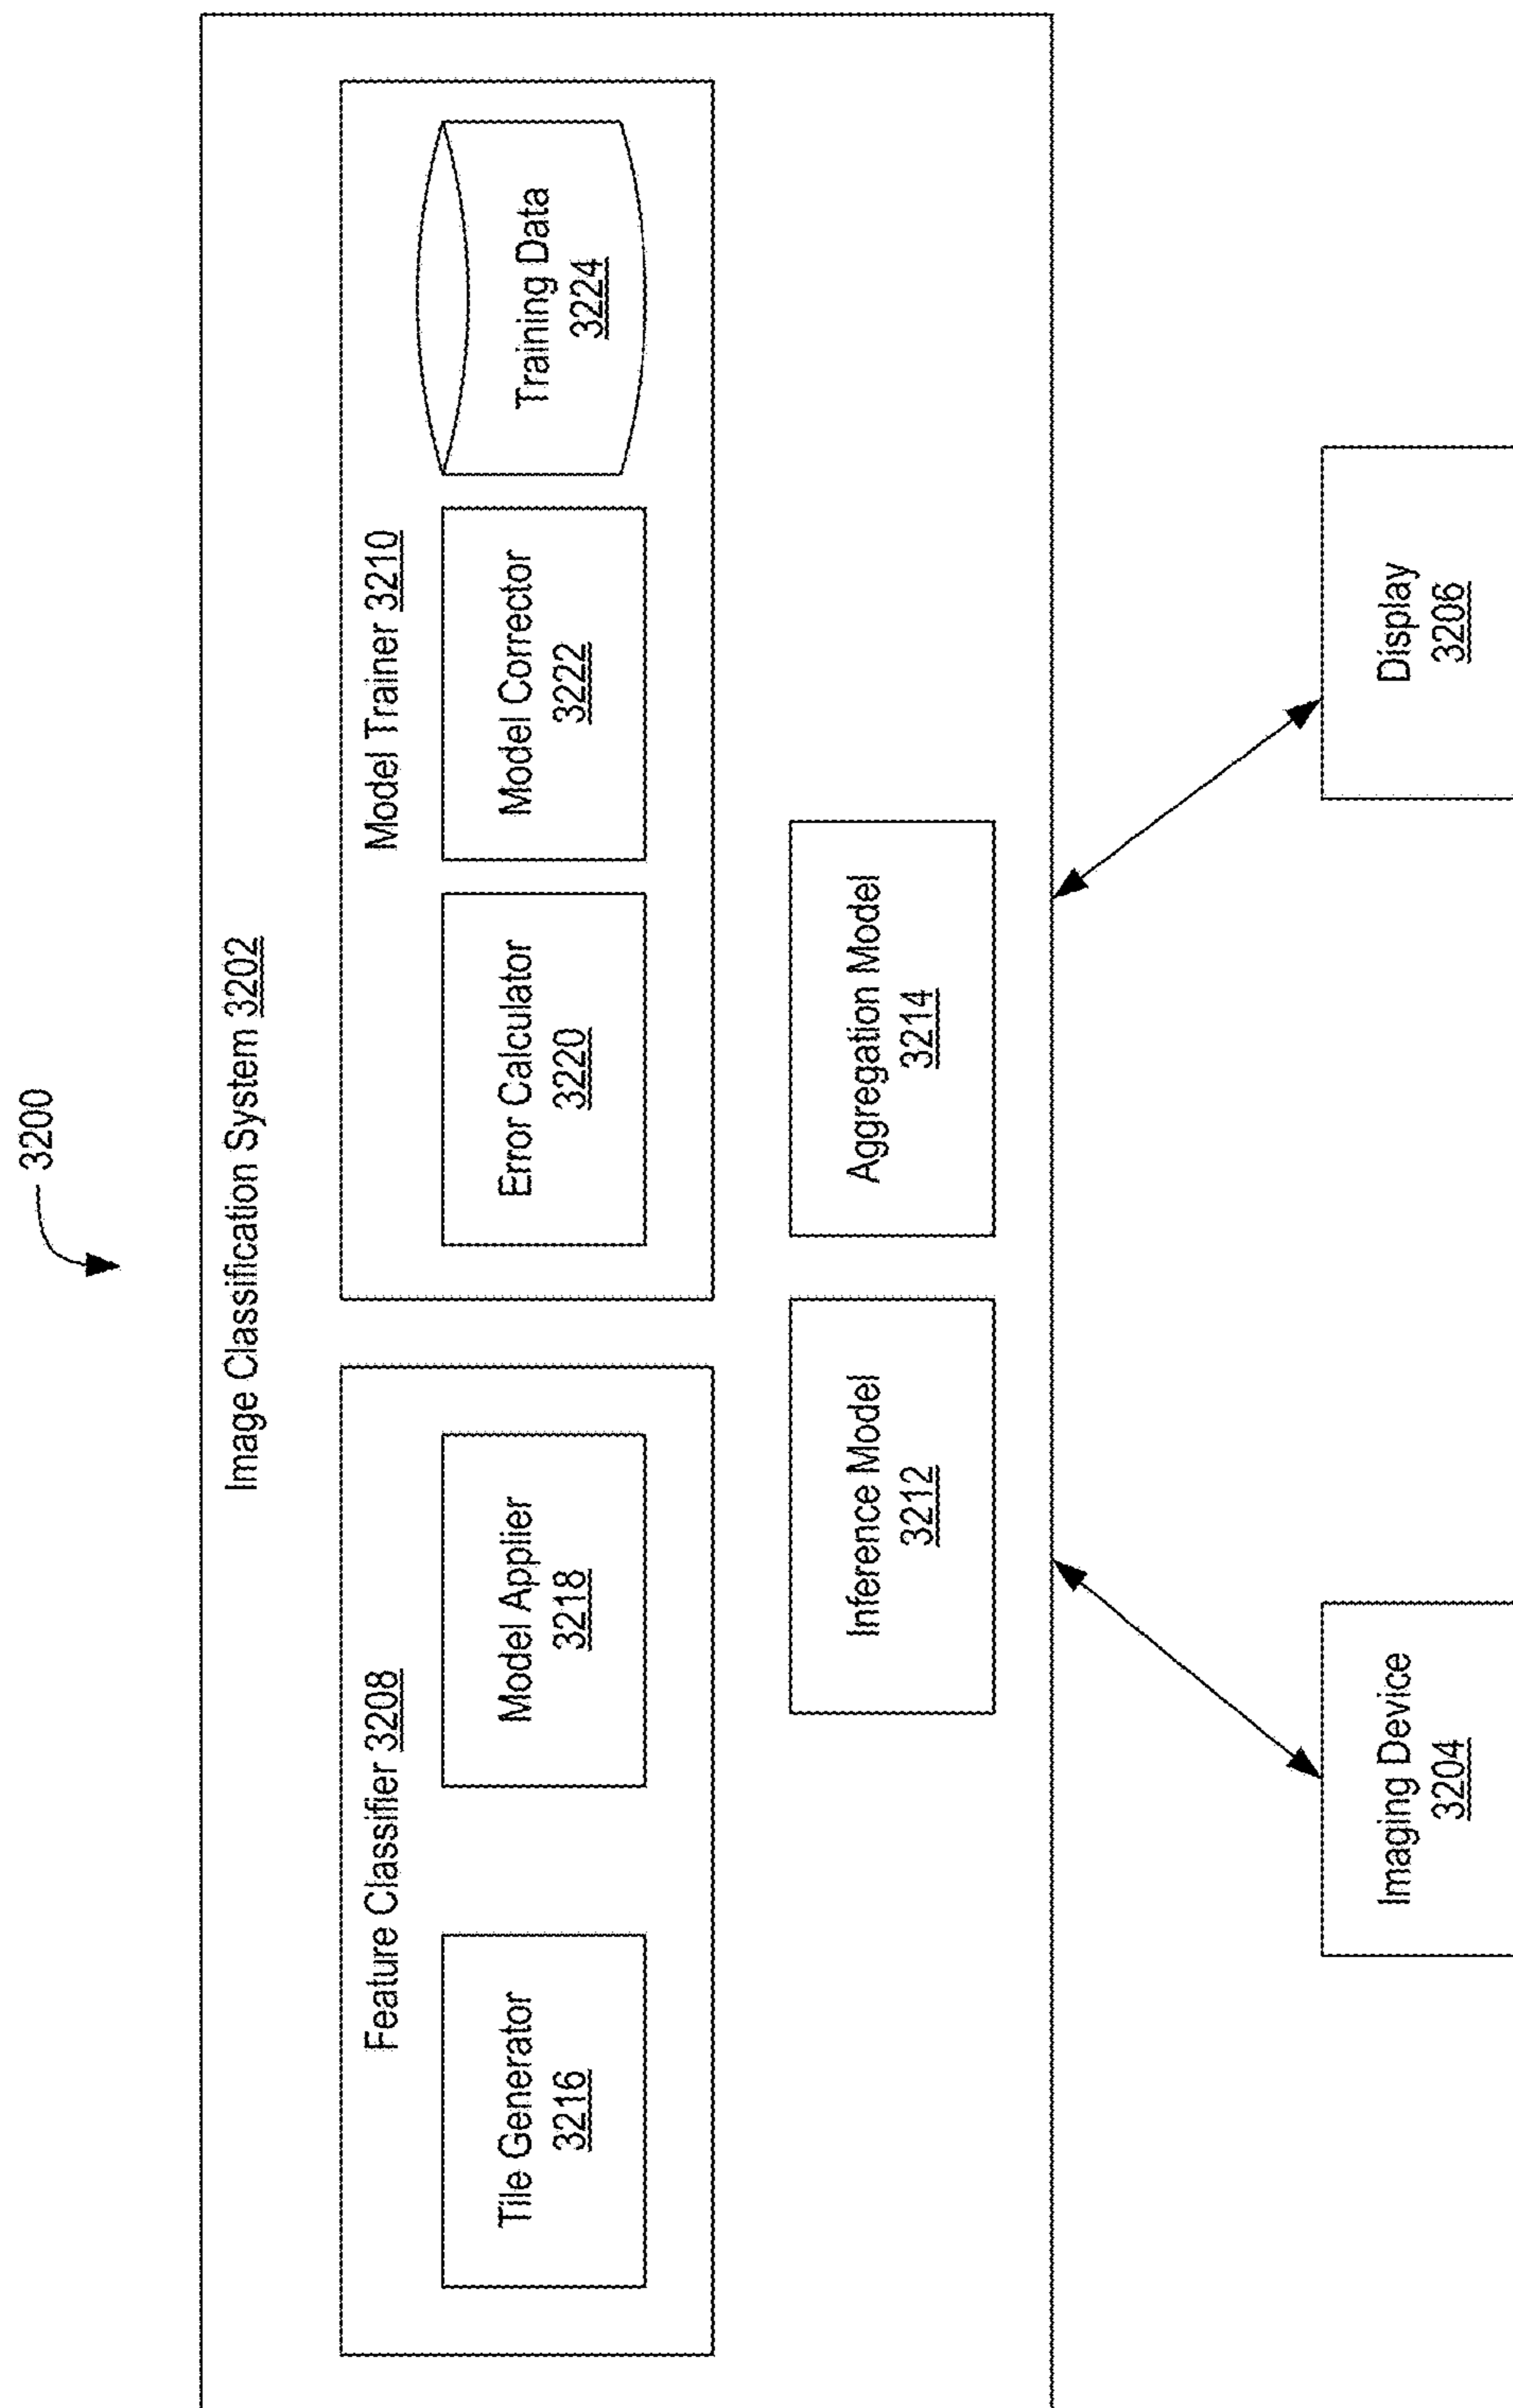 3200
Image Classification System 3202
Feature Classifier 3208
Tile Generator
3216
Model Applier
3218
Model Trainer 3210
Error Calculator
3220
Model Corrector
3222
Training Data
3224
Inference Model
3212
Aggregation Model
3214
Imaging Device
3204
Display
3206